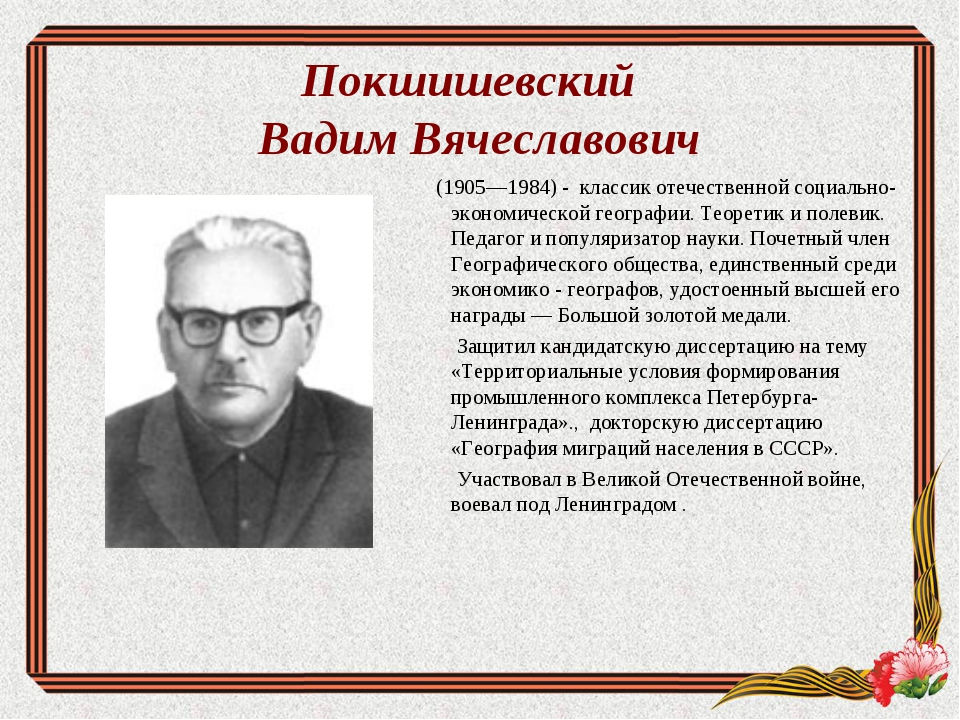 Покшишевский
Вадим Вячеславович
(1905—1984) - классик отечественной социально-
экономической географии. Теоретик и полевик.
Педагог и популяризатор науки. Почетный член
Географического общества, единственный среди
экономико - географов, удостоенный высшей его
награды — Большой золотой медали.
Защитил кандидатскую диссертацию на тему
«Территориальные условия формирования
промышленного комплекса Петербурга-
Ленинграда»., докторскую диссертацию
«География миграций населения в СССР».
Участвовал в Великой Отечественной войне,
воевал под Ленинградом .